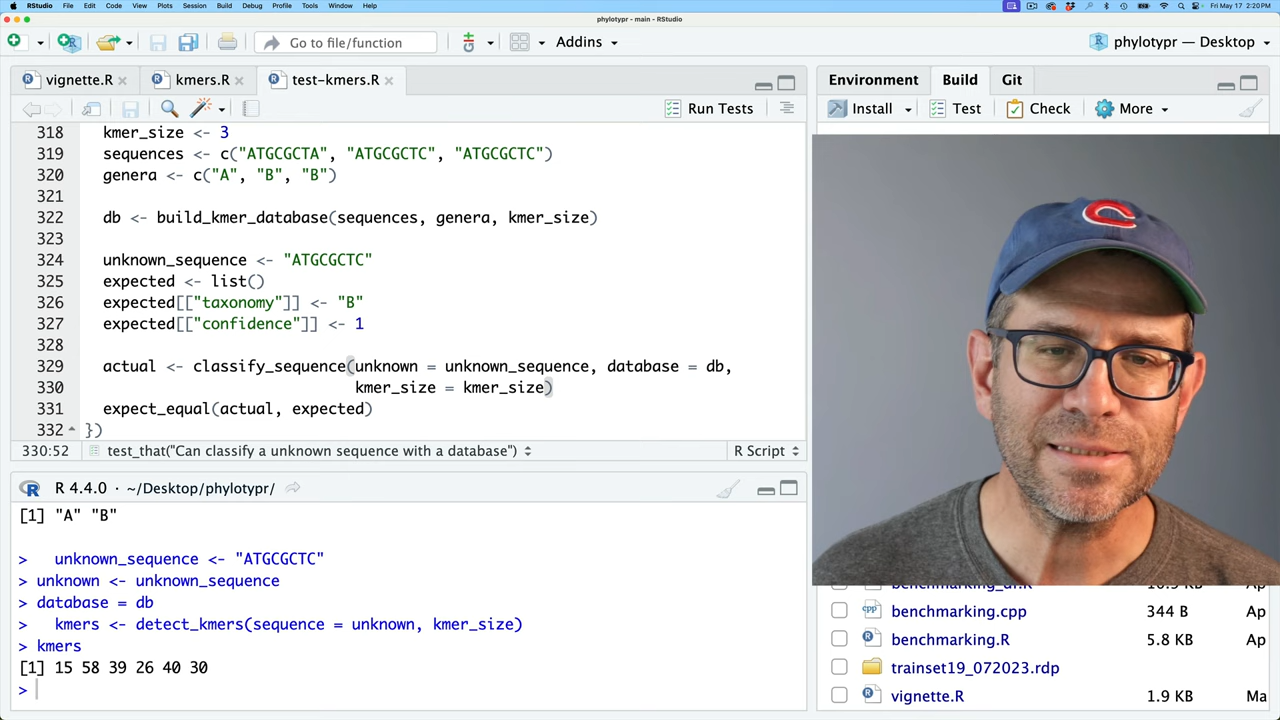 RStudio File Edit Code View Plots Session Build Debug Profile Tools Window Help Fri May 17 2:20PM
phylotypr - main - RStudio
Go to file/function Addins phylotypr — Desktop
vignette.R kmers.R test-kmers.R
Run Tests
318 kmer_size <- 3
319 sequences <- c("ATGCGCTA", "ATGCGCTC", "ATGCGCTC")
320 genera <- c("A", "B", "B")
321
322 db <- build_kmer_database(sequences, genera, kmer_size)
323
324 unknown_sequence <- "ATGCGCTC"
325 expected <- list()
326 expected[["taxonomy"]] <- "B"
327 expected[["confidence"]] <- 1
328
329 actual <- classify_sequence(unknown = unknown_sequence, database = db,
330 kmer_size = kmer_size)
331 expect_equal(actual, expected)
332 })
330:52 test_that("Can classify a unknown sequence with a database") R Script
R 4.4.0 · ~/Desktop/phylotypr/
[1] "A" "B"
> unknown_sequence <- "ATGCGCTC"
> unknown <- unknown_sequence
> database = db
> kmers <- detect_kmers(sequence = unknown, kmer_size)
> kmers
[1] 15 58 39 26 40 30
>
Environment Build Git
Install Test Check More
C
benchmarking.cpp 344 B Ap
benchmarking.R 5.8 KB Ap
trainset19_072023.rdp
vignette.R 1.9 KB Ma